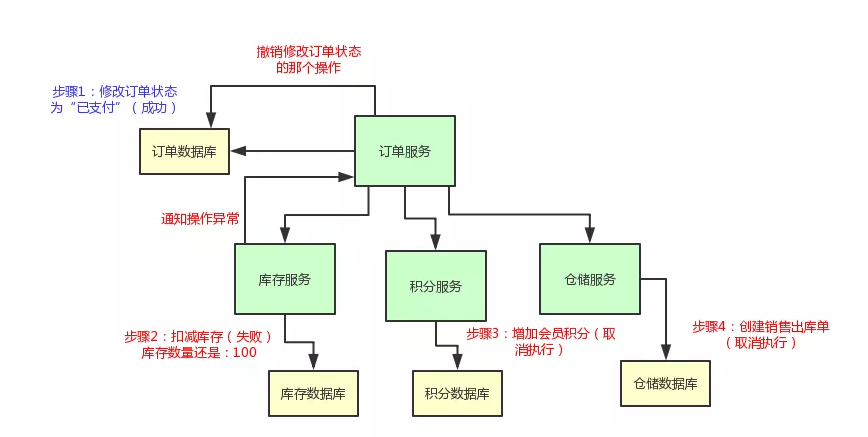 撤销修改订单状态
的那个操作
步骤1：修改订单状态
为“已支付”（成功）
订单数据库
订单服务
通知操作异常
库存服务
积分服务
仓储服务
步骤2：扣减库存（失败）
库存数量还是：100
步骤3：增加会员积分（取
消执行）
步骤4：创建销售出库单
（取消执行）
库存数据库
积分数据库
仓储数据库